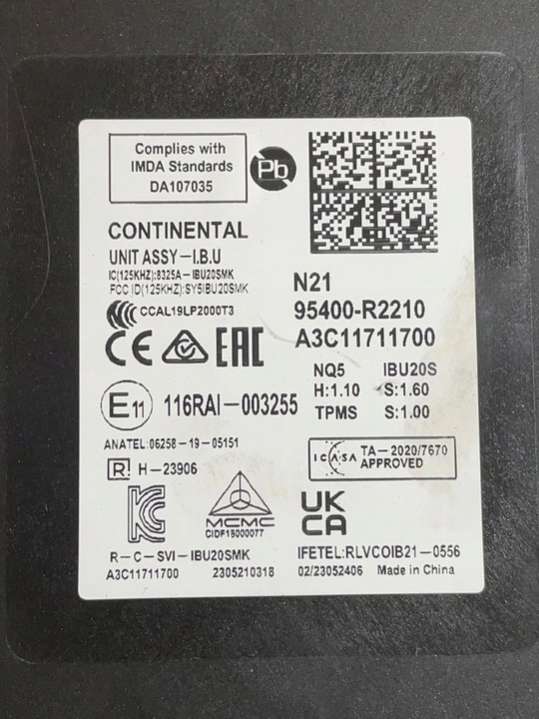 Complies with
IMDA Standards
DA107035
Pb
CONTINENTAL
UNIT ASSY-I.B.U
IC(125KHZ):8325A-IBU20SMK
FCC ID(125KHZ):SY5IBU20SMK
CCAL19LP2000T3
N21
95400-R2210
A3C11711700
CE EAC
NQ5 IBU20S
H:1.10 S:1.60
TPMS S:1.00
E11 116RAI-003255
ANATEL:06258-19-05151
R H-23906
ICASA TA-2020/7670
APPROVED
KC
MCMC
CIDF15000077
UK
CA
R-C-SVI-IBU20SMK
IFETEL:RLVCOIB21-0556
A3C11711700 2305210318
02/23052406 Made in China